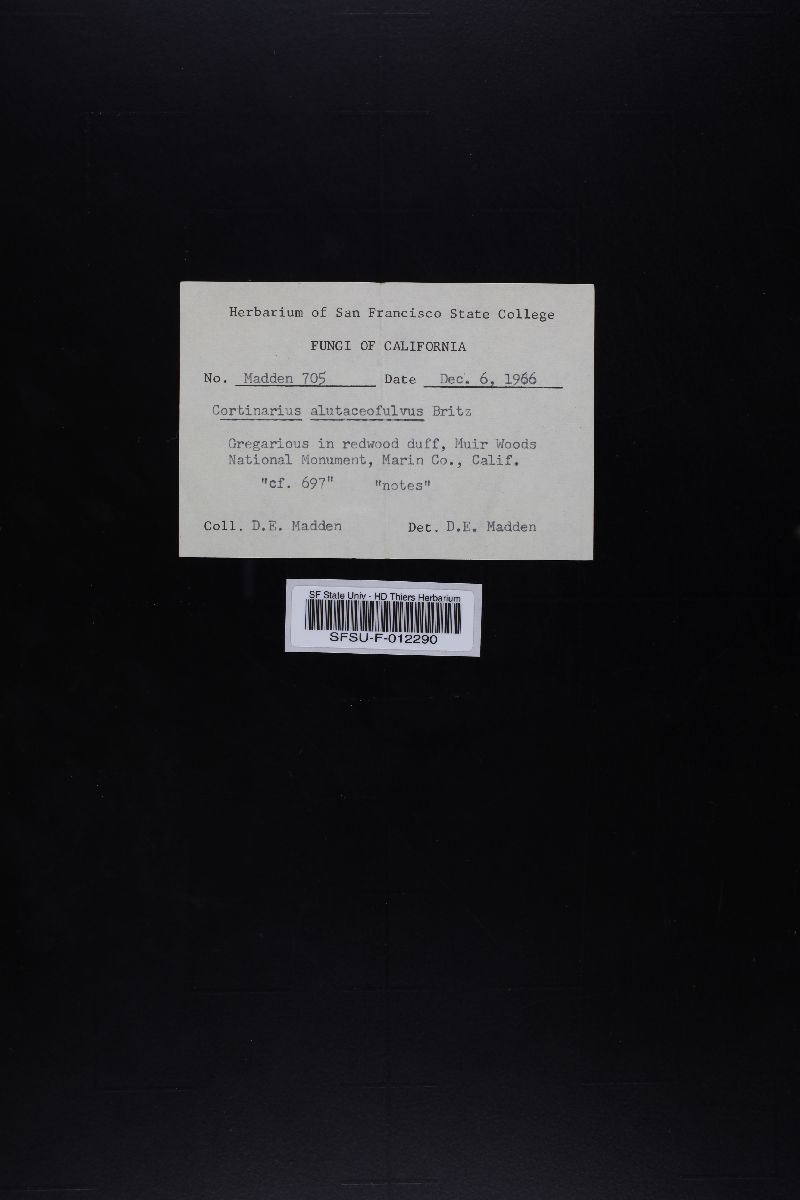 Herbarium of San Francisco State College
FUNGI OF CALIFORNIA
No. Madden 705 Date Dec. 6, 1966
Cortinarius alutaceofulvus Britz
Gregarious in redwood duff, Muir Woods
National Monument, Marin Co., Calif.
"cf. 697" "notes"
Coll. D.E. Madden Det. D.E. Madden
SF State Univ - HD Thiers Herbarium
SFSU-F-012290